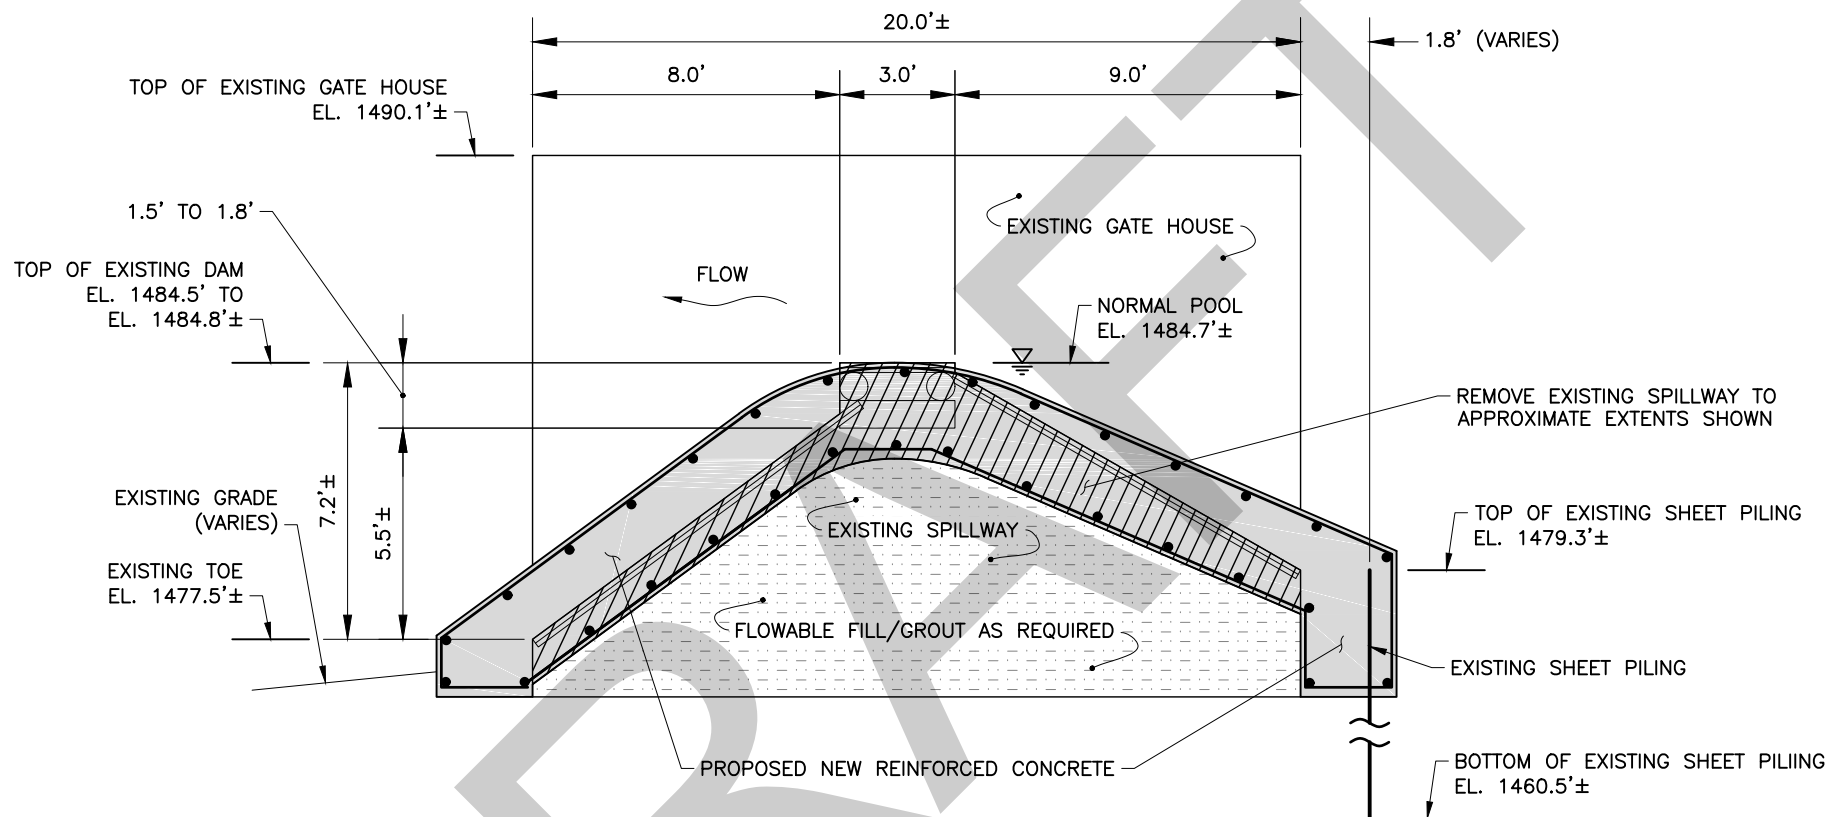 20.0'±
1.8' (VARIES)
8.0'
3.0'
9.0'
TOP OF EXISTING GATE HOUSE
EL. 1490.1'±
1.5' TO 1.8'
EXISTING GATE HOUSE
TOP OF EXISTING DAM
EL. 1484.5' TO
EL. 1484.8'±
FLOW
NORMAL POOL
EL. 1484.7'±
REMOVE EXISTING SPILLWAY TO
APPROXIMATE EXTENTS SHOWN
7.2'±
5.5'±
EXISTING GRADE
(VARIES)
EXISTING SPILLWAY
TOP OF EXISTING SHEET PILING
EL. 1479.3'±
EXISTING TOE
EL. 1477.5'±
FLOWABLE FILL/GROUT AS REQUIRED
EXISTING SHEET PILING
PROPOSED NEW REINFORCED CONCRETE
BOTTOM OF EXISTING SHEET PILIING
EL. 1460.5'±
DRAFT